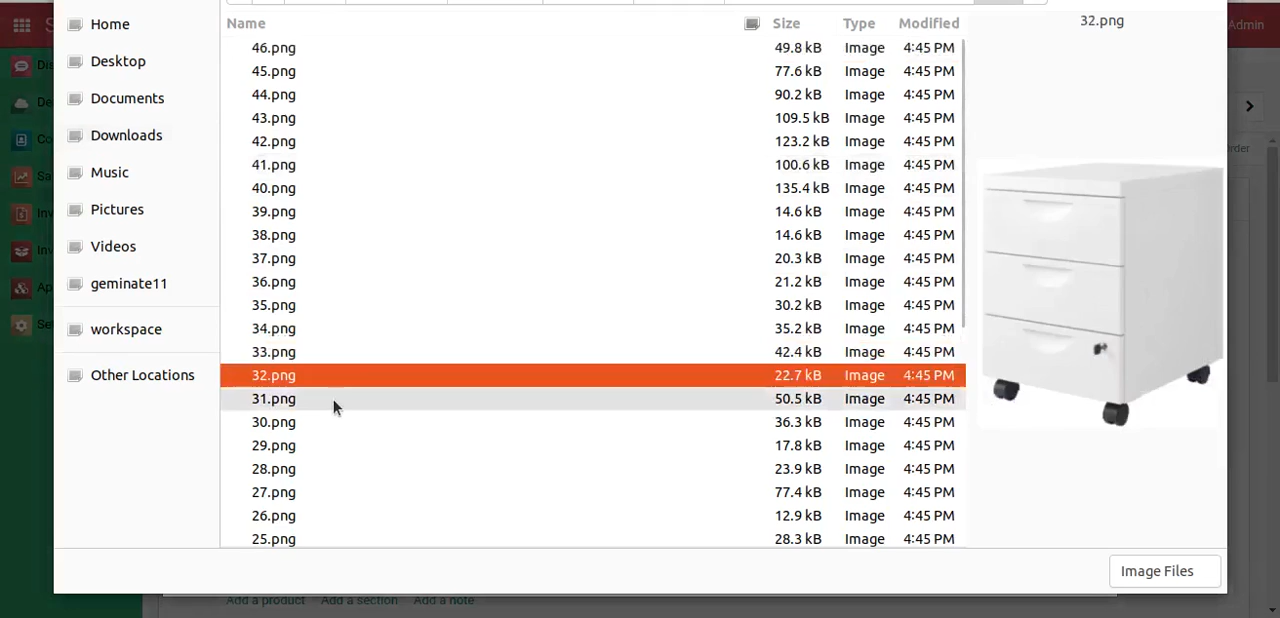 Name Size Type Modified
32.png
Admin
Home
Desktop
Documents
Downloads
Music
Pictures
Videos
geminate11
workspace
Other Locations
46.png 49.8 kB Image 4:45 PM
45.png 77.6 kB Image 4:45 PM
44.png 90.2 kB Image 4:45 PM
43.png 109.5 kB Image 4:45 PM
42.png 123.2 kB Image 4:45 PM
41.png 100.6 kB Image 4:45 PM
40.png 135.4 kB Image 4:45 PM
39.png 14.6 kB Image 4:45 PM
38.png 14.6 kB Image 4:45 PM
37.png 20.3 kB Image 4:45 PM
36.png 21.2 kB Image 4:45 PM
35.png 30.2 kB Image 4:45 PM
34.png 35.2 kB Image 4:45 PM
33.png 42.4 kB Image 4:45 PM
32.png 22.7 kB Image 4:45 PM
31.png 50.5 kB Image 4:45 PM
30.png 36.3 kB Image 4:45 PM
29.png 17.8 kB Image 4:45 PM
28.png 23.9 kB Image 4:45 PM
27.png 77.4 kB Image 4:45 PM
26.png 12.9 kB Image 4:45 PM
25.png 28.3 kB Image 4:45 PM
Image Files
Add a product Add a section Add a note